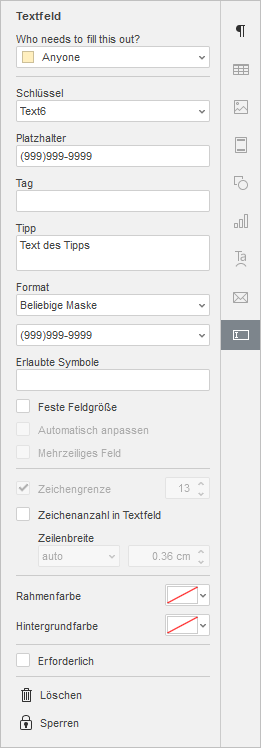 Textfeld
Who needs to fill this out?
Anyone
Schlüssel
Text6
Platzhalter
(999)999-9999
Tag
Tipp
Text des Tipps
Format
Beliebige Maske
(999)999-9999
Erlaubte Symbole
Feste Feldgröße
Automatisch anpassen
Mehrzeiliges Feld
Zeichengrenze 13
Zeichenanzahl in Textfeld
Zeilenbreite
auto 0.36 cm
Rahmenfarbe
Hintergrundfarbe
Erforderlich
Löschen
Sperren
¶
Ta